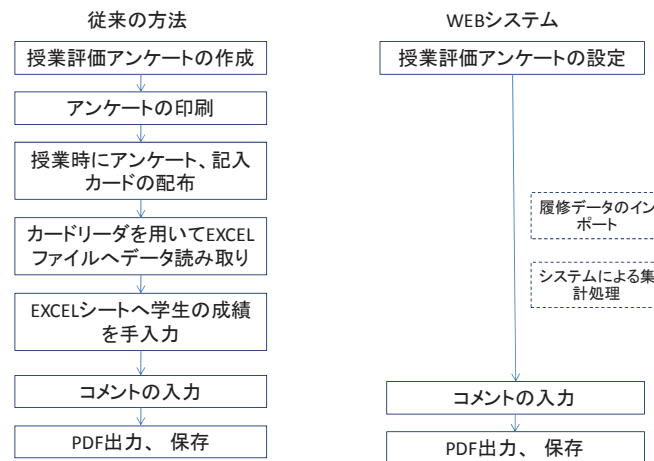 従来の方法
授業評価アンケートの作成
アンケートの印刷
授業時にアンケート、記入
カードの配布
カードリーダを用いてEXCEL
ファイルへデータ読み取り
EXCELシートへ学生の成績
を手入力
コメントの入力
PDF出力、 保存
WEBシステム
授業評価アンケートの設定
履修データのイン
ポート
システムによる集
計処理
コメントの入力
PDF出力、 保存